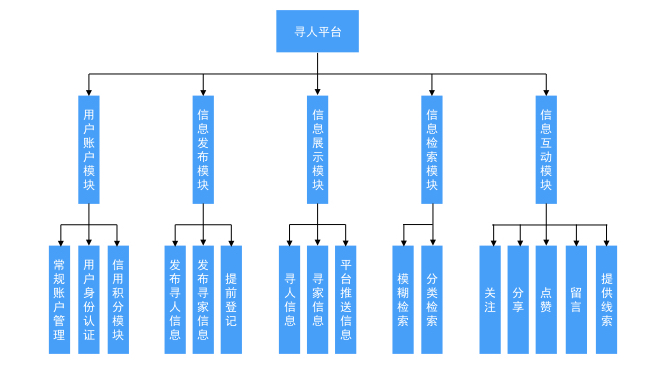 寻人平台
用户账户模块
信息发布模块
信息展示模块
信息检索模块
信息互动模块
常规账户管理
用户身份认证
信用积分模块
发布寻人信息
发布寻家信息
提前登记
寻人信息
寻家信息
平台推送信息
模糊检索
分类检索
关注
分享
点赞
留言
提供线索